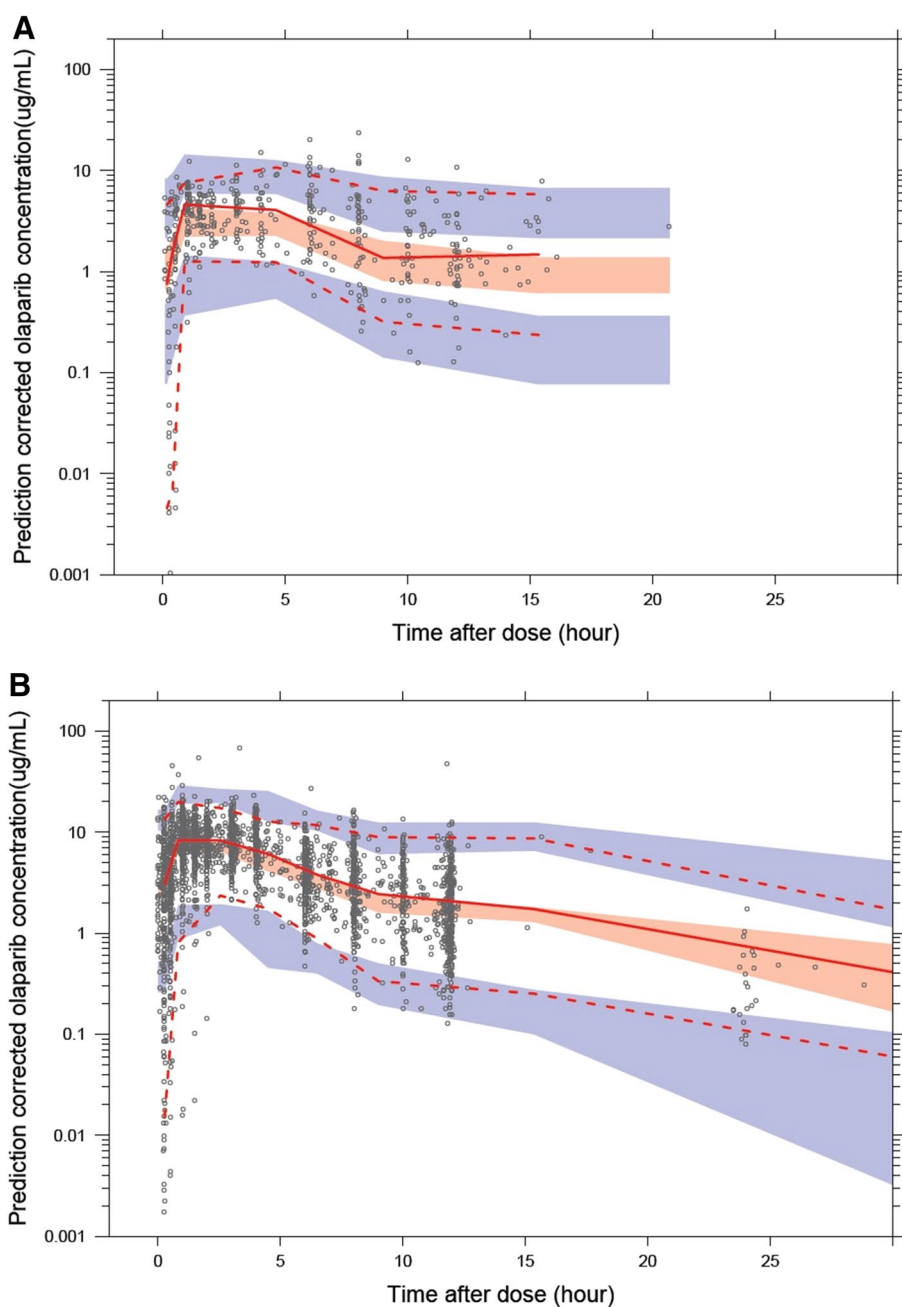 A
Prediction corrected olaparib concentration(ug/mL)
100
10
1
0.1
0.01
0.001
0 5 10 15 20 25
Time after dose (hour)
B
Prediction corrected olaparib concentration(ug/mL)
100
10
1
0.1
0.01
0.001
0 5 10 15 20 25
Time after dose (hour)